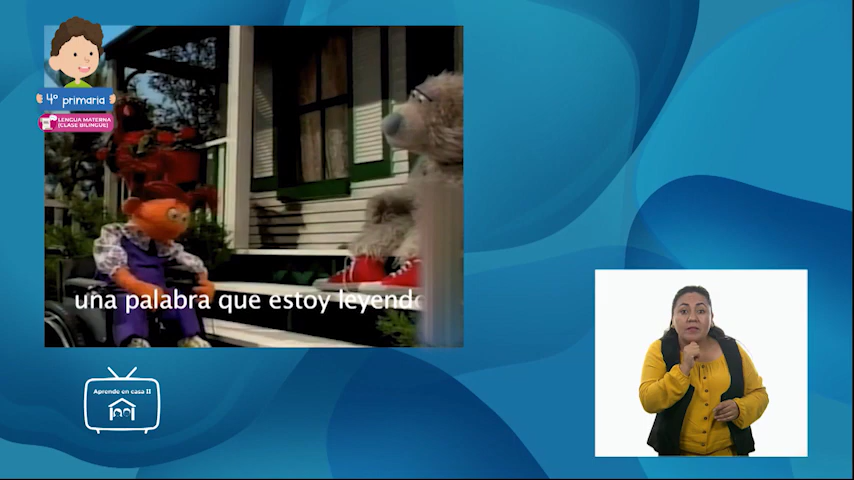 4º primaria
LENGUA MATERNA
(CLASE BILINGÜE)
una palabra que estoy leyendo
Aprende en casa II